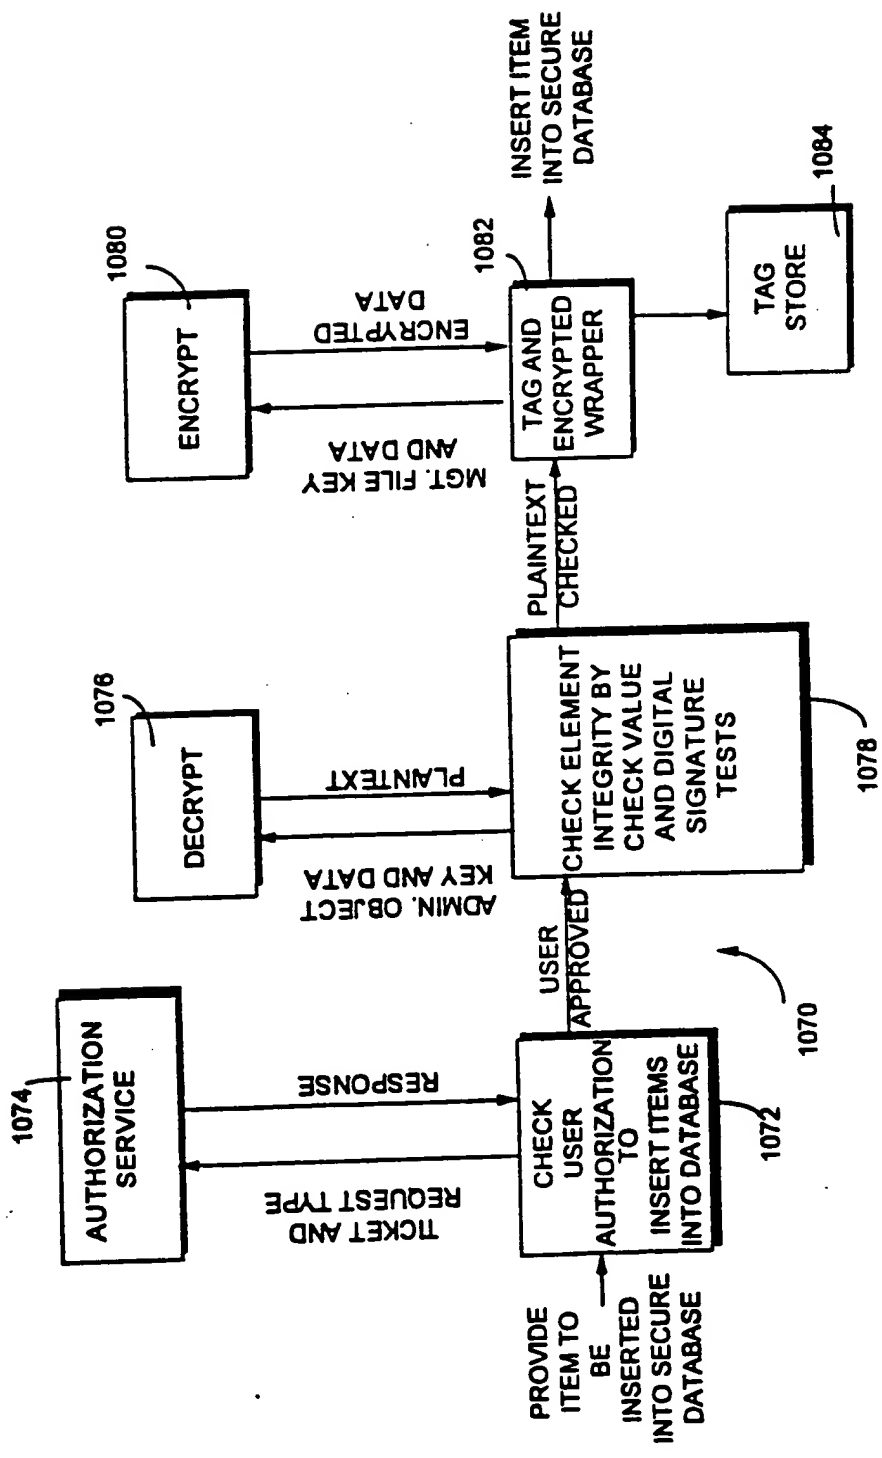 1074
AUTHORIZATION
SERVICE
TICKET AND
REQUEST TYPE
RESPONSE
PROVIDE
ITEM TO
BE
INSERTED
INTO SECURE
DATABASE
CHECK
USER
AUTHORIZATION
TO
INSERT ITEMS
INTO DATABASE
1072
1070
USER
APPROVED
1076
DECRYPT
ADMIN. OBJECT
KEY AND DATA
PLAINTEXT
CHECK ELEMENT
INTEGRITY BY
CHECK VALUE
AND DIGITAL
SIGNATURE
TESTS
1078
PLAINTEXT
CHECKED
1080
ENCRYPT
MGT. FILE KEY
AND DATA
ENCRYPTED
DATA
1082
TAG AND
ENCRYPTED
WRAPPER
INSERT ITEM
INTO SECURE
DATABASE
TAG
STORE
1084